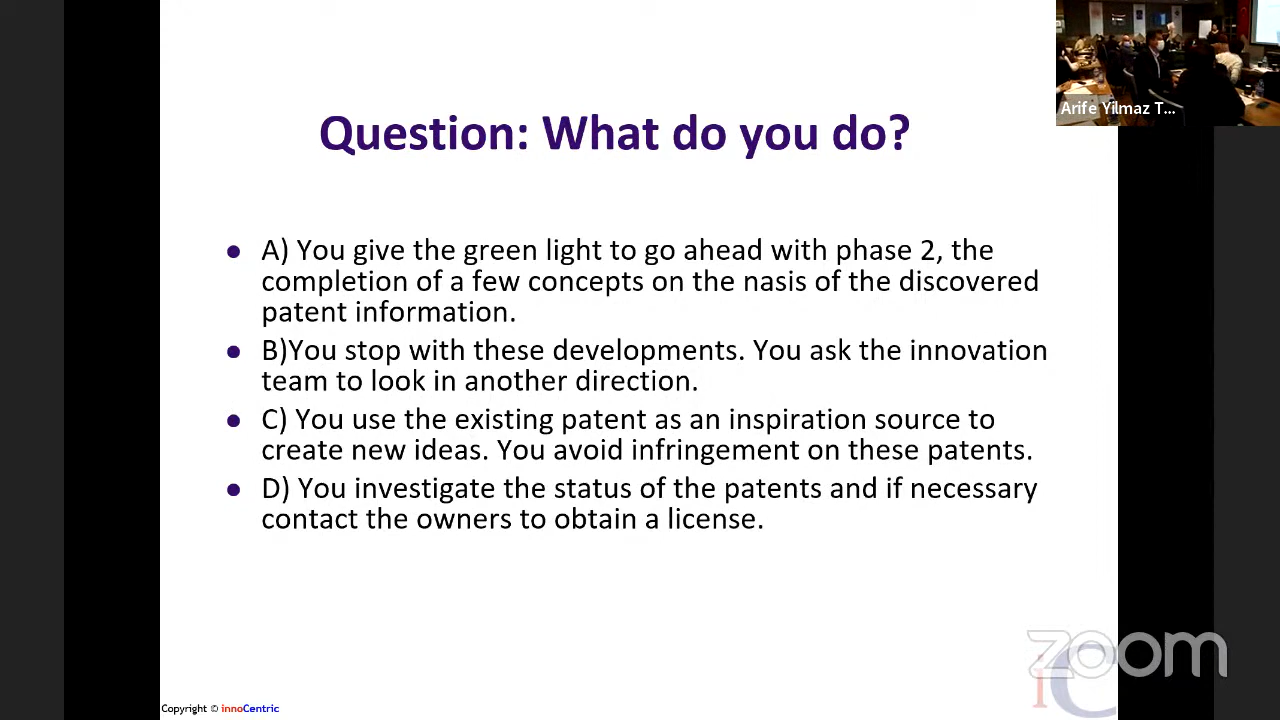 Arife Yilmaz T...
Question: What do you do?
● A) You give the green light to go ahead with phase 2, the
completion of a few concepts on the nasis of the discovered
patent information.
● B)You stop with these developments. You ask the innovation
team to look in another direction.
● C) You use the existing patent as an inspiration source to
create new ideas. You avoid infringement on these patents.
● D) You investigate the status of the patents and if necessary
contact the owners to obtain a license.
zoom
iC
Copyright © innoCentric